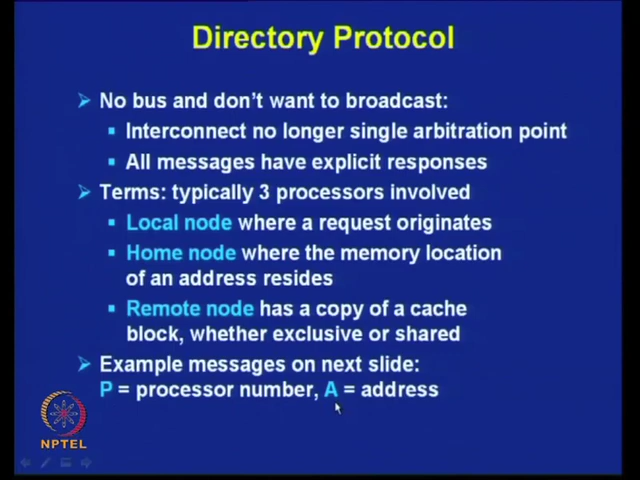 Directory Protocol
No bus and don't want to broadcast:
Interconnect no longer single arbitration point
All messages have explicit responses
Terms: typically 3 processors involved
Local node where a request originates
Home node where the memory location
of an address resides
Remote node has a copy of a cache
block, whether exclusive or shared
Example messages on next slide:
P = processor number, A = address
NPTEL